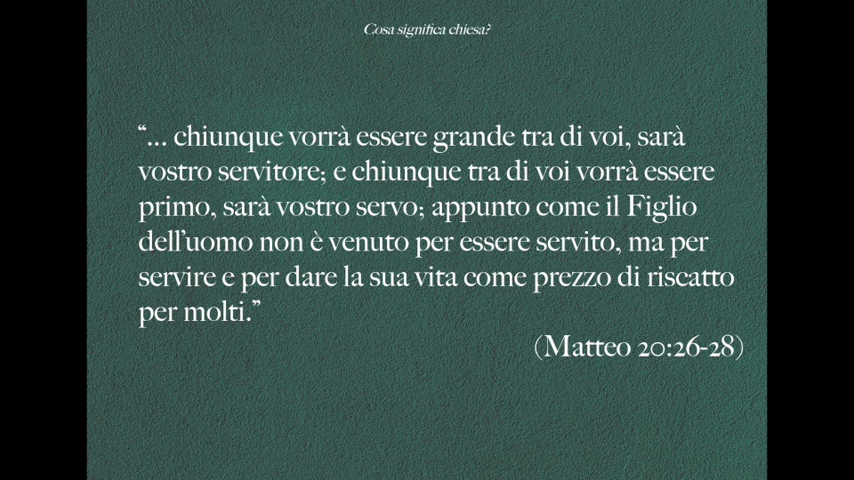 Cosa significa chiesa?
“... chiunque vorrà essere grande tra di voi, sarà
vostro servitore; e chiunque tra di voi vorrà essere
primo, sarà vostro servo; appunto come il Figlio
dell’uomo non è venuto per essere servito, ma per
servire e per dare la sua vita come prezzo di riscatto
per molti.”
(Matteo 20:26-28)